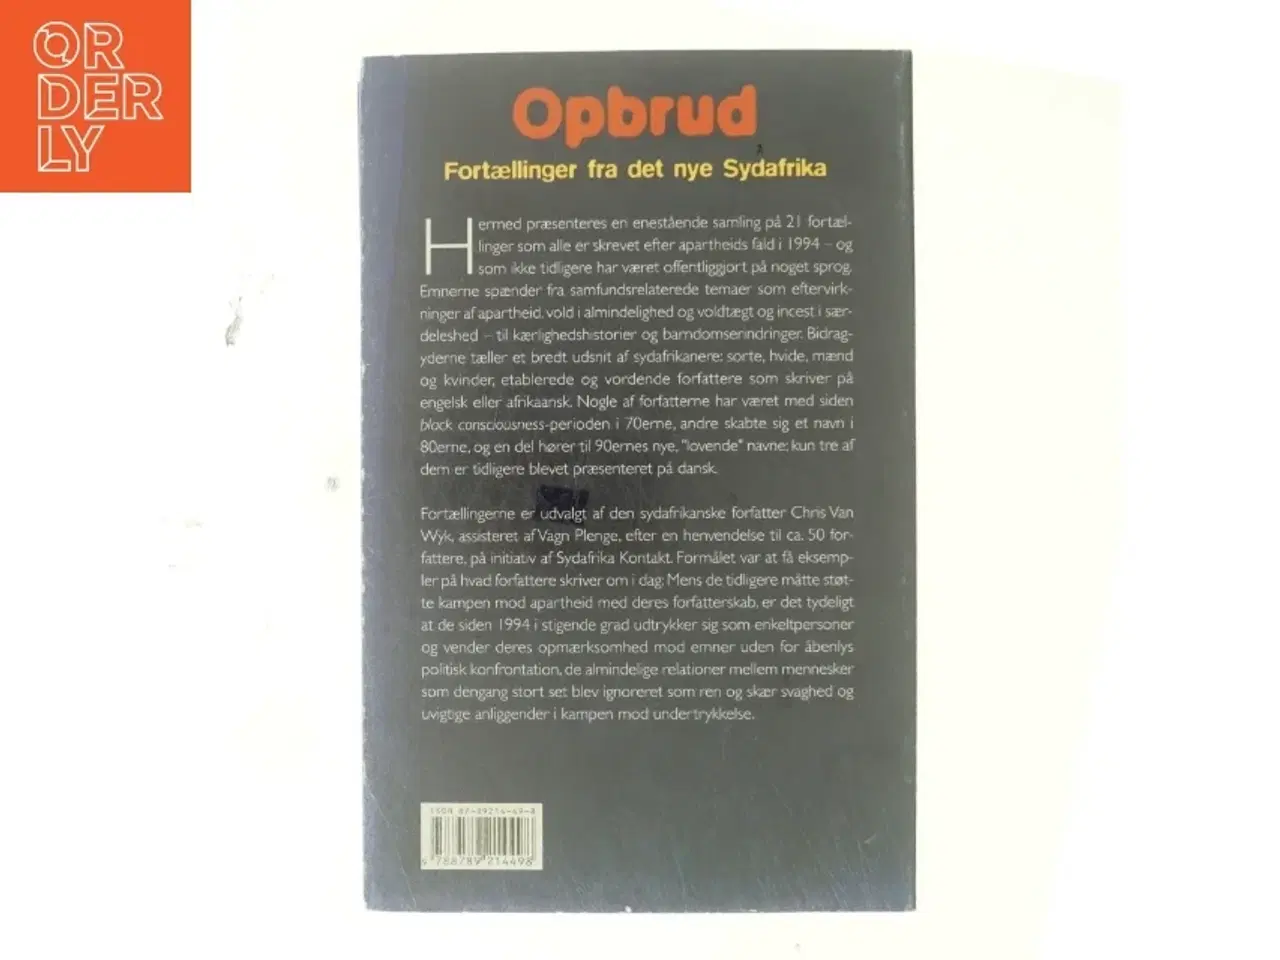 OR
DER
LY
Opbrud
Fortællinger fra det nye Sydafrika
Hermed præsenteres en enestående samling på 21 fortæl-
linger som alle er skrevet efter apartheids fald i 1994 – og
som ikke tidligere har været offentliggjort på noget sprog.
Emnerne spænder fra samfundsrelaterede temaer som eftervirk-
ninger af apartheid, vold i almindelighed og voldtægt og incest i sær-
deleshed – til kærlighedshistorier og barndomserindringer. Bidrag-
yderne tæller et bredt udsnit af sydafrikanere: sorte, hvide, mænd
og kvinder, etablerede og vordende forfattere som skriver på
engelsk eller afrikaansk. Nogle af forfatterne har været med siden
black consciousness-perioden i 70erne, andre skabte sig et navn i
80erne, og en del hører til 90ernes nye, "lovende" navne; kun tre af
dem er tidligere blevet præsenteret på dansk.
Fortællingerne er udvalgt af den sydafrikanske forfatter Chris Van
Wyk, assisteret af Vagn Plenge, efter en henvendelse til ca. 50 for-
fattere, på initiativ af Sydafrika Kontakt. Formålet var at få eksemp-
ler på hvad forfattere skriver om i dag: Mens de tidligere måtte støt-
te kampen mod apartheid med deres forfatterskab, er det tydeligt
at de siden 1994 i stigende grad udtrykker sig som enkeltpersoner
og vender deres opmærksomhed mod emner uden for åbenlys
politisk konfrontation, de almindelige relationer mellem mennesker
som dengang stort set blev ignoreret som ren og skær svaghed og
uvigtige anliggender i kampen mod undertrykkelse.
ISBN 87-89214-49-8
9 788789 214498